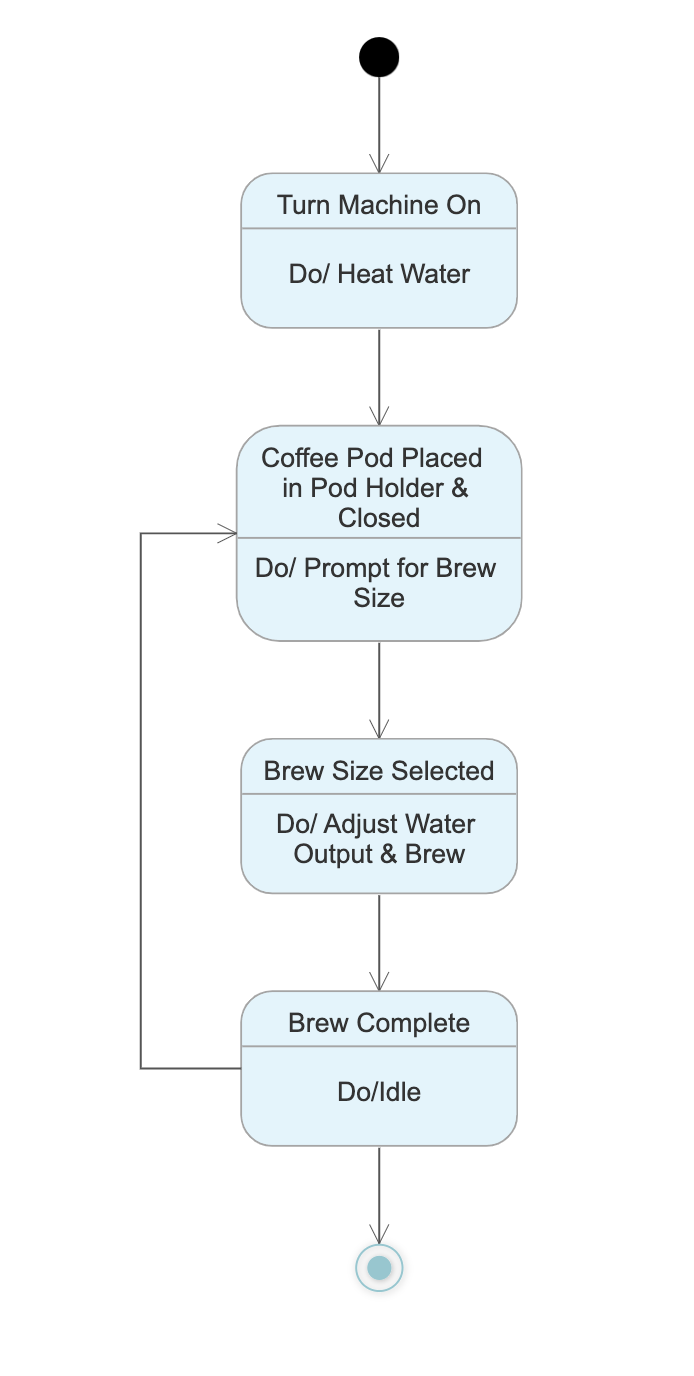 Turn Machine On
Do/ Heat Water
Coffee Pod Placed
in Pod Holder &
Closed
Do/ Prompt for Brew
Size
Brew Size Selected
Do/ Adjust Water
Output & Brew
Brew Complete
Do/Idle